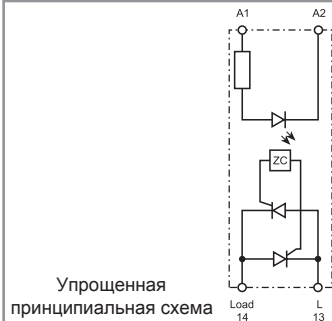 A1 A2
ZC
Упрощенная
принципиальная схема
Load L
14 13